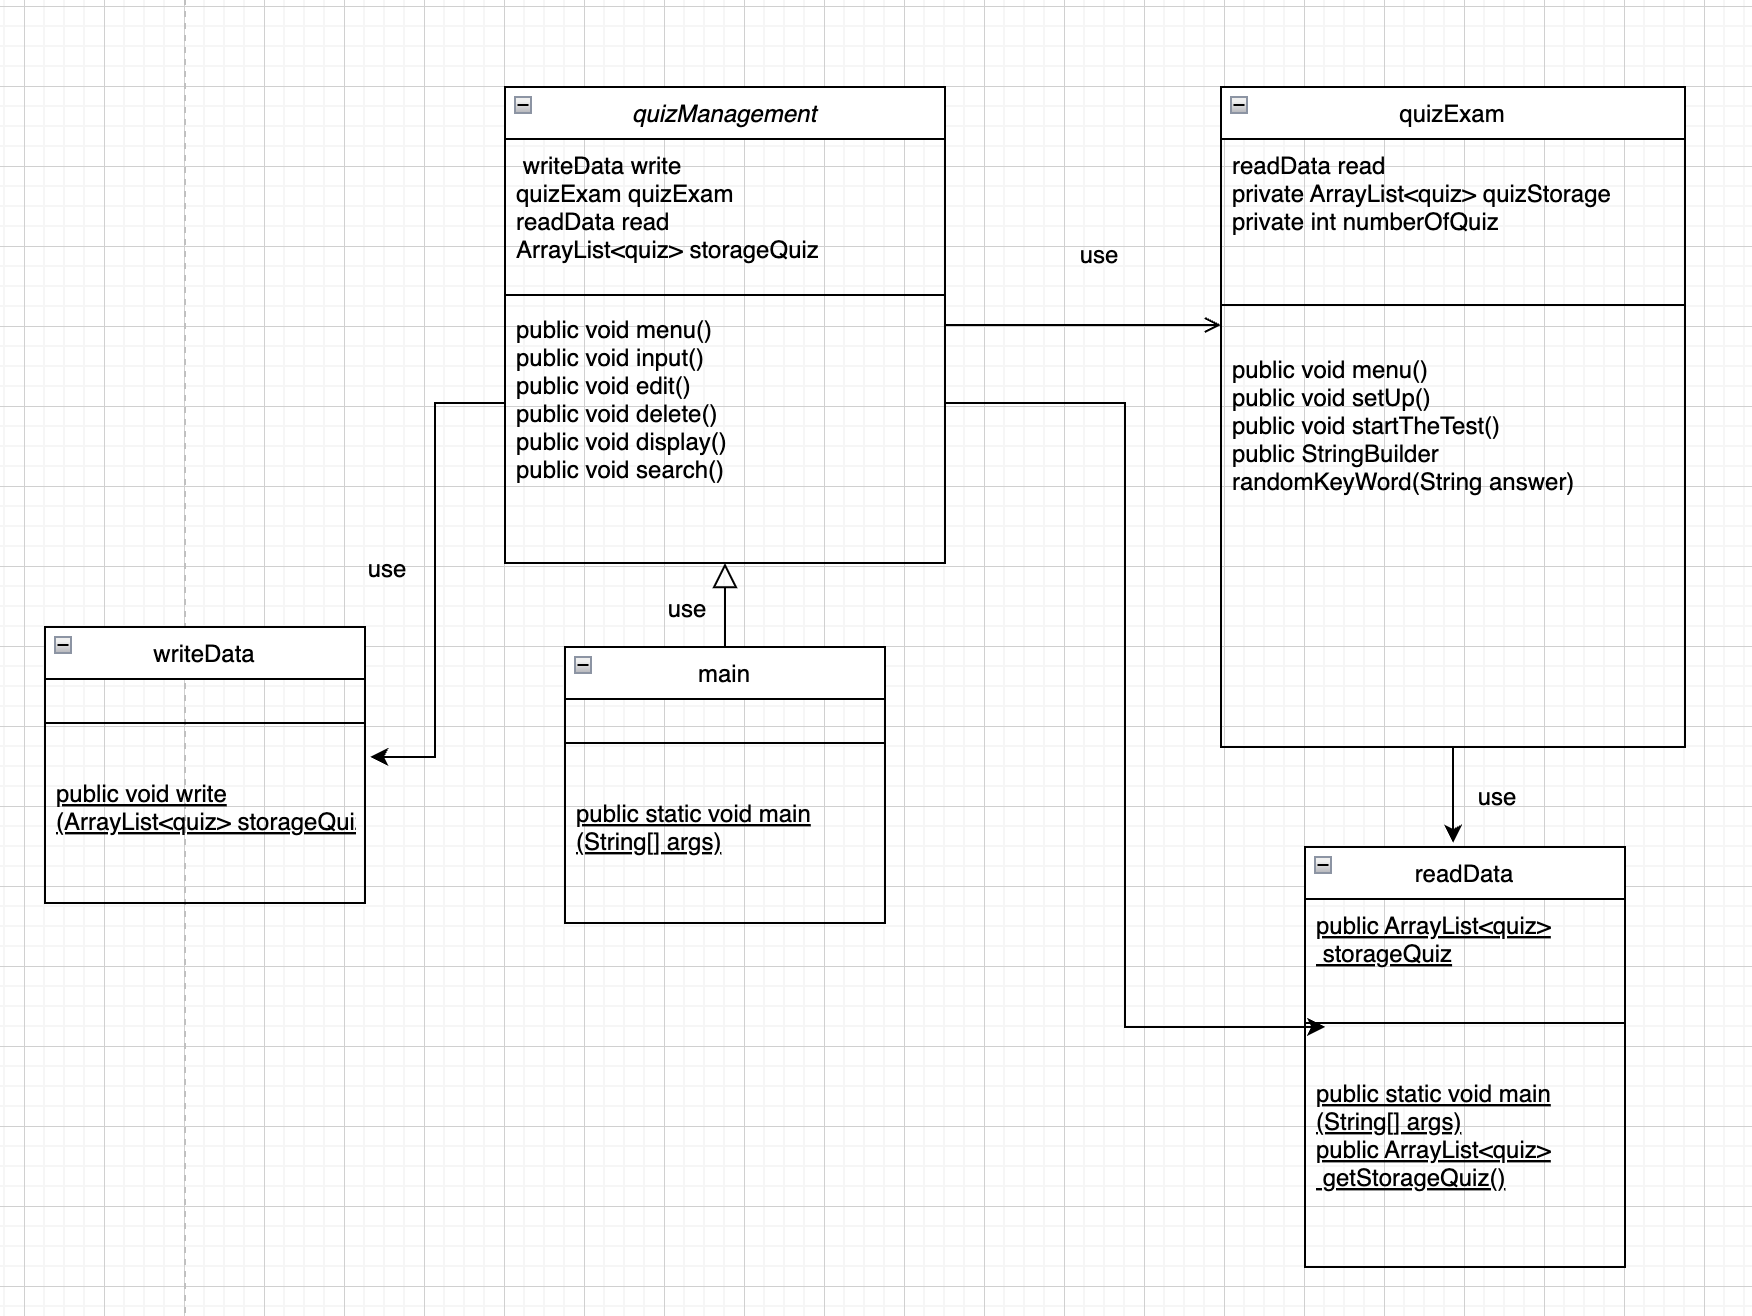 quizManagement
writeData write
quizExam quizExam
readData read
ArrayList<quiz> storageQuiz
public void menu()
public void input()
public void edit()
public void delete()
public void display()
public void search()
use
quizExam
readData read
private ArrayList<quiz> quizStorage
private int numberOfQuiz
public void menu()
public void setUp()
public void startTheTest()
public StringBuilder
randomKeyWord(String answer)
use
use
writeData
public void write
(ArrayList<quiz> storageQui
main
public static void main
(String[] args)
use
readData
public ArrayList<quiz>
storageQuiz
public static void main
(String[] args)
public ArrayList<quiz>
getStorageQuiz()